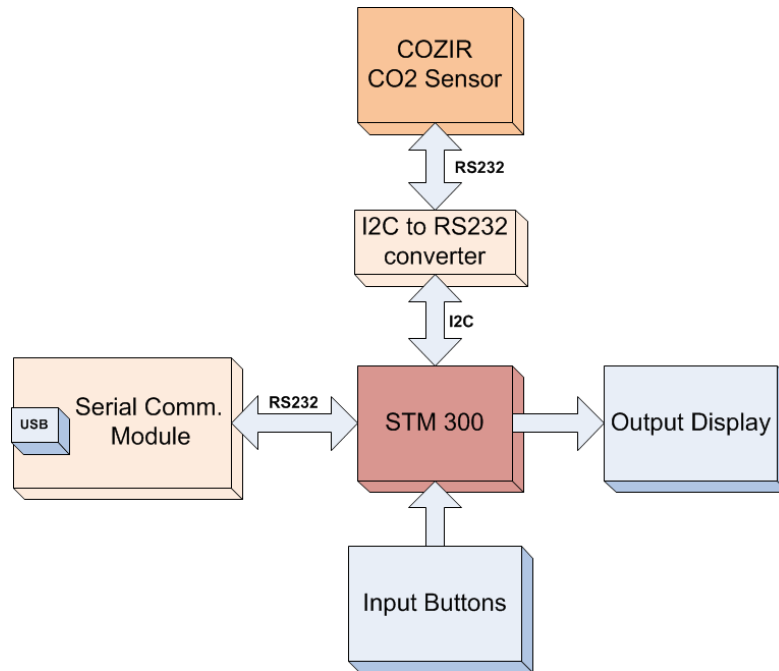 COZIR
CO2 Sensor
RS232
I2C to RS232
converter
I2C
USB
Serial Comm.
Module
RS232
STM 300
Output Display
Input Buttons